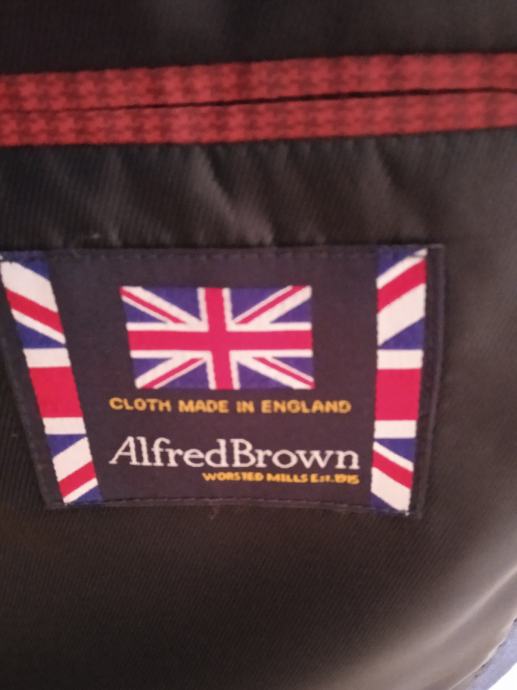 CLOTH MADE IN ENGLAND
AlfredBrown
WORSTED MILLS EST.1915